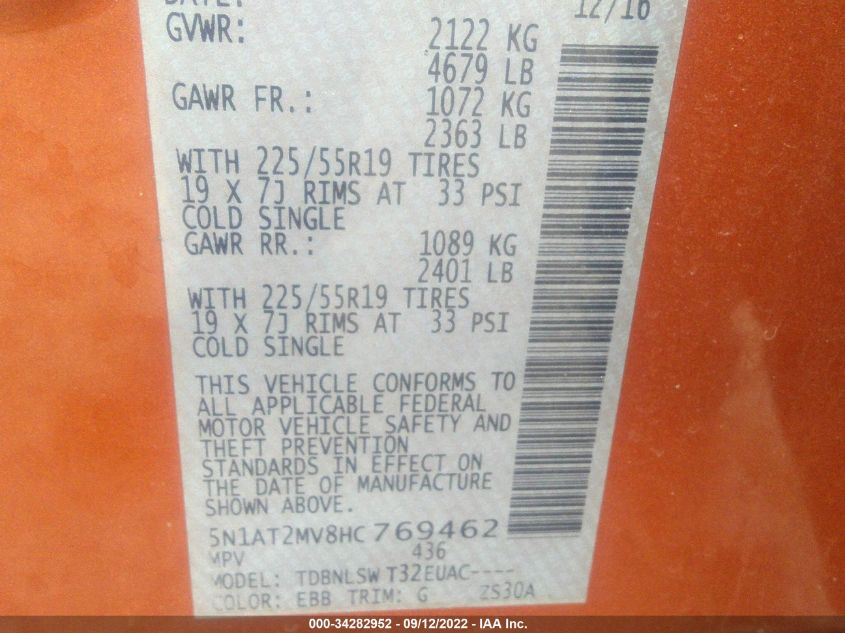 DATE: 12/16
GVWR: 2122 KG
4679 LB
GAWR FR.: 1072 KG
2363 LB
WITH 225/55R19 TIRES
19 X 7J RIMS AT 33 PSI
COLD SINGLE
GAWR RR.: 1089 KG
2401 LB
WITH 225/55R19 TIRES
19 X 7J RIMS AT 33 PSI
COLD SINGLE
THIS VEHICLE CONFORMS TO
ALL APPLICABLE FEDERAL
MOTOR VEHICLE SAFETY AND
THEFT PREVENTION
STANDARDS IN EFFECT ON
THE DATE OF MANUFACTURE
SHOWN ABOVE.
5N1AT2MV8HC769462
MPV 436
MODEL: TDBNLSW T32EUAC----
COLOR: EBB TRIM: G ZS30A
000-34282952 - 09/12/2022 - IAA Inc.